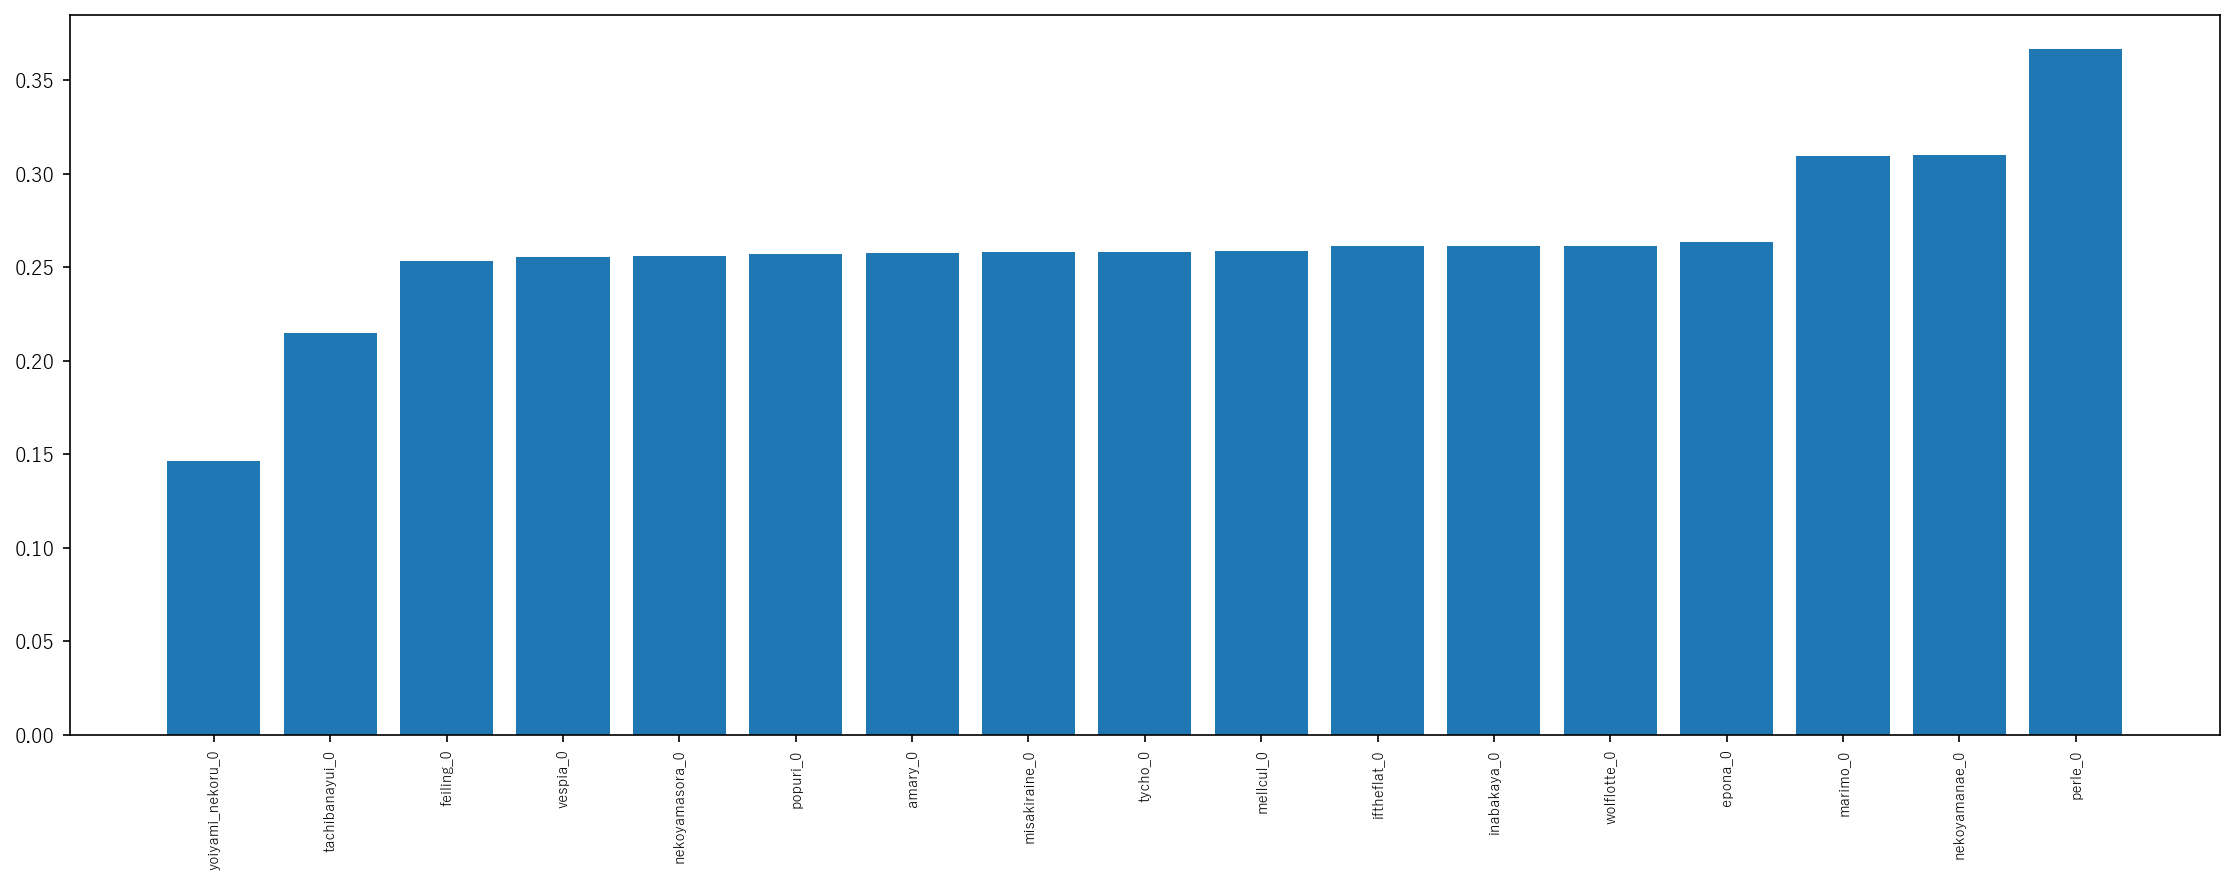 0.35
0.30
0.25
0.20
0.15
0.10
0.05
0.00
yoiyami_nekoru_0
tachibanayui_0
feiling_0
vespia_0
nekoyamasora_0
popuri_0
amary_0
misakiraine_0
tycho_0
mellcul_0
iftheflat_0
inabakaya_0
wolflotte_0
epona_0
marimo_0
nekoyamanae_0
perle_0